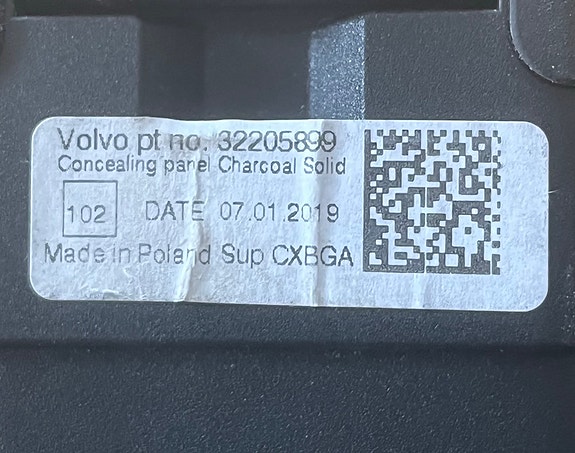 Volvo pt no. 32205899
Concealing panel Charcoal Solid
102 DATE 07.01.2019
Made in Poland Sup CXBGA